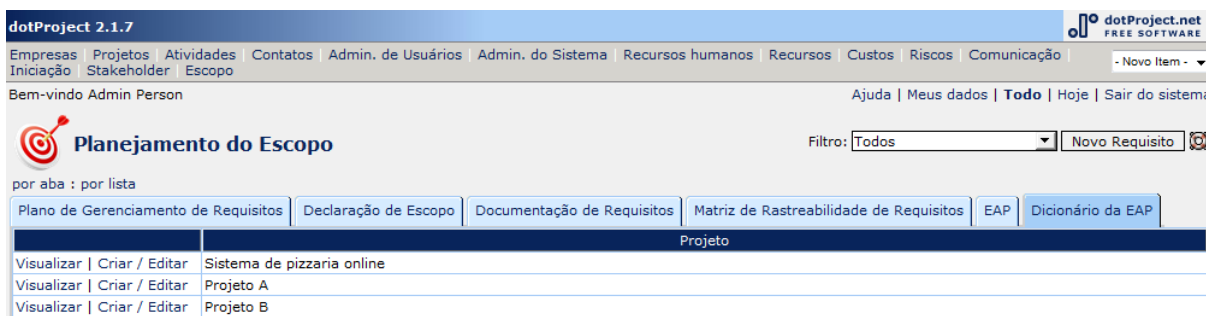 dotProject 2.1.7
dotProject.net
FREE SOFTWARE
Empresas | Projetos | Atividades | Contatos | Admin. de Usuários | Admin. do Sistema | Recursos humanos | Recursos | Custos | Riscos | Comunicação |
Iniciação | Stakeholder | Escopo
- Novo Item -
Bem-vindo Admin Person
Ajuda | Meus dados | Todo | Hoje | Sair do sistema
Planejamento do Escopo
Filtro: Todos
Novo Requisito
por aba : por lista
Plano de Gerenciamento de Requisitos
Declaração de Escopo
Documentação de Requisitos
Matriz de Rastreabilidade de Requisitos
EAP
Dicionário da EAP
Projeto
Visualizar | Criar / Editar Sistema de pizzaria online
Visualizar | Criar / Editar Projeto A
Visualizar | Criar / Editar Projeto B